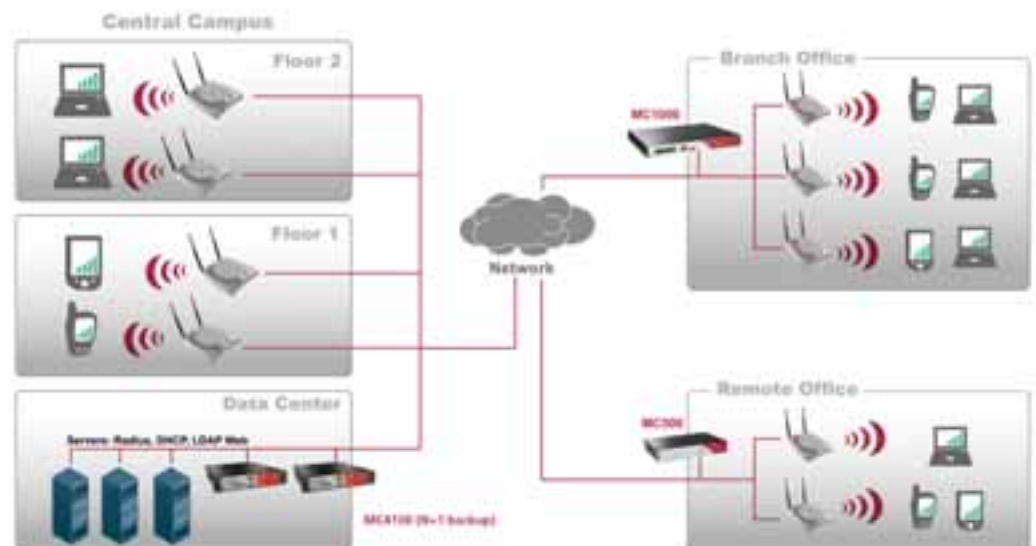 Central Campus
Floor 2
Floor 1
Data Center
Servers: Radius, DHCP, LDAP Web
(N+1 backup)
Network
Branch Office
MC1000
Remote Office
MC500